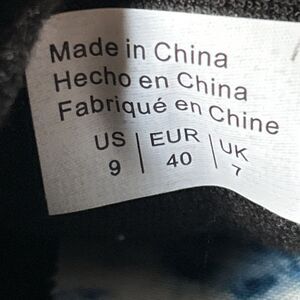 Made in China
Hecho en China
Fabriqué en Chine
US | EUR | UK
9 | 40 | 7